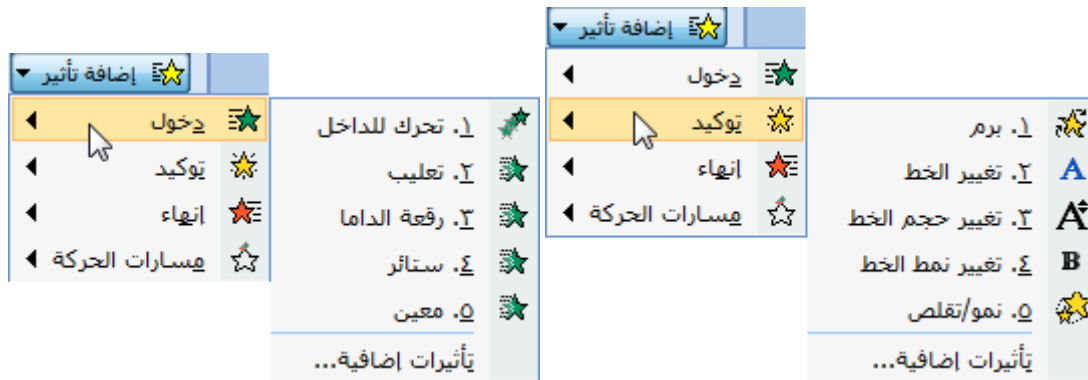 إضافة تأثير
دخول
توكيد
إنهاء
مسارات الحركة
١. تحرك للداخل
٢. تعليب
٣. رقعة الداما
٤. ستائر
٥. معين
تأثيرات إضافية...
إضافة تأثير
دخول
توكيد
إنهاء
مسارات الحركة
١. برم
٢. تغيير الخط
٣. تغيير حجم الخط
٤. تغيير نمط الخط
٥. نمو/تقلص
تأثيرات إضافية...